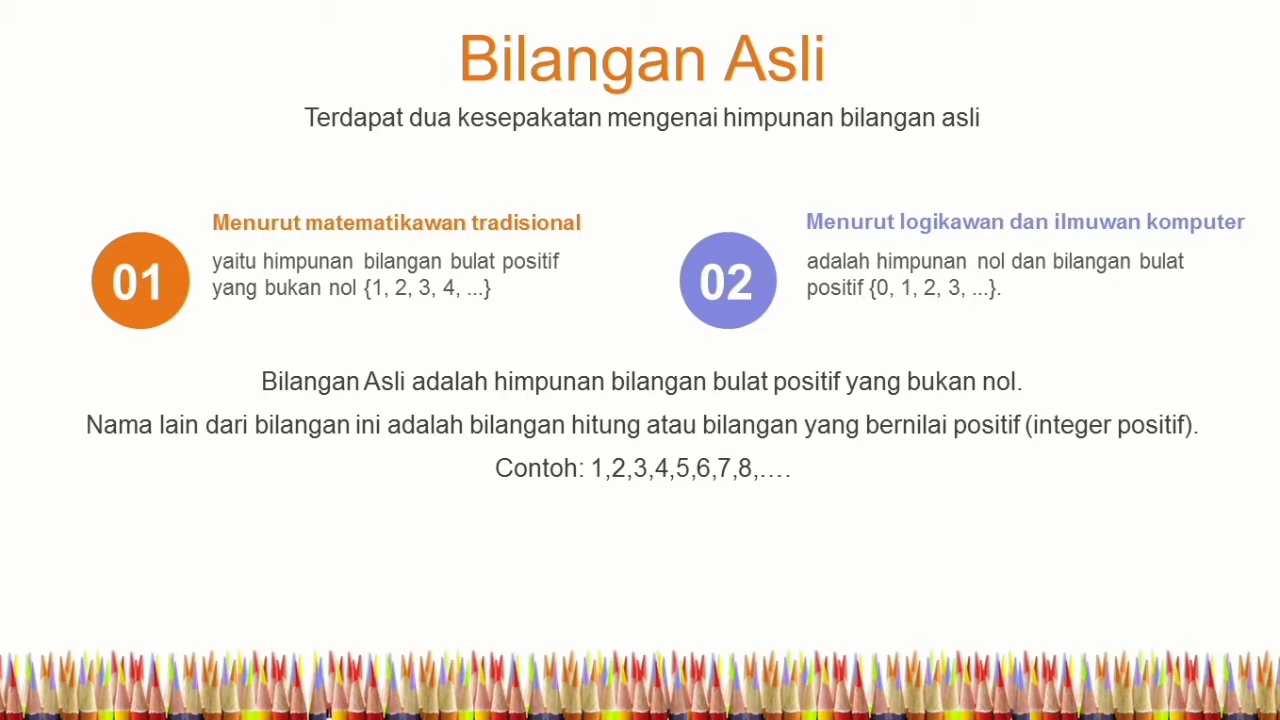 Bilangan Asli
Terdapat dua kesepakatan mengenai himpunan bilangan asli
01
Menurut matematikawan tradisional
yaitu himpunan bilangan bulat positif
yang bukan nol {1, 2, 3, 4, ...}
02
Menurut logikawan dan ilmuwan komputer
adalah himpunan nol dan bilangan bulat
positif {0, 1, 2, 3, ...}.
Bilangan Asli adalah himpunan bilangan bulat positif yang bukan nol.
Nama lain dari bilangan ini adalah bilangan hitung atau bilangan yang bernilai positif (integer positif).
Contoh: 1,2,3,4,5,6,7,8,....